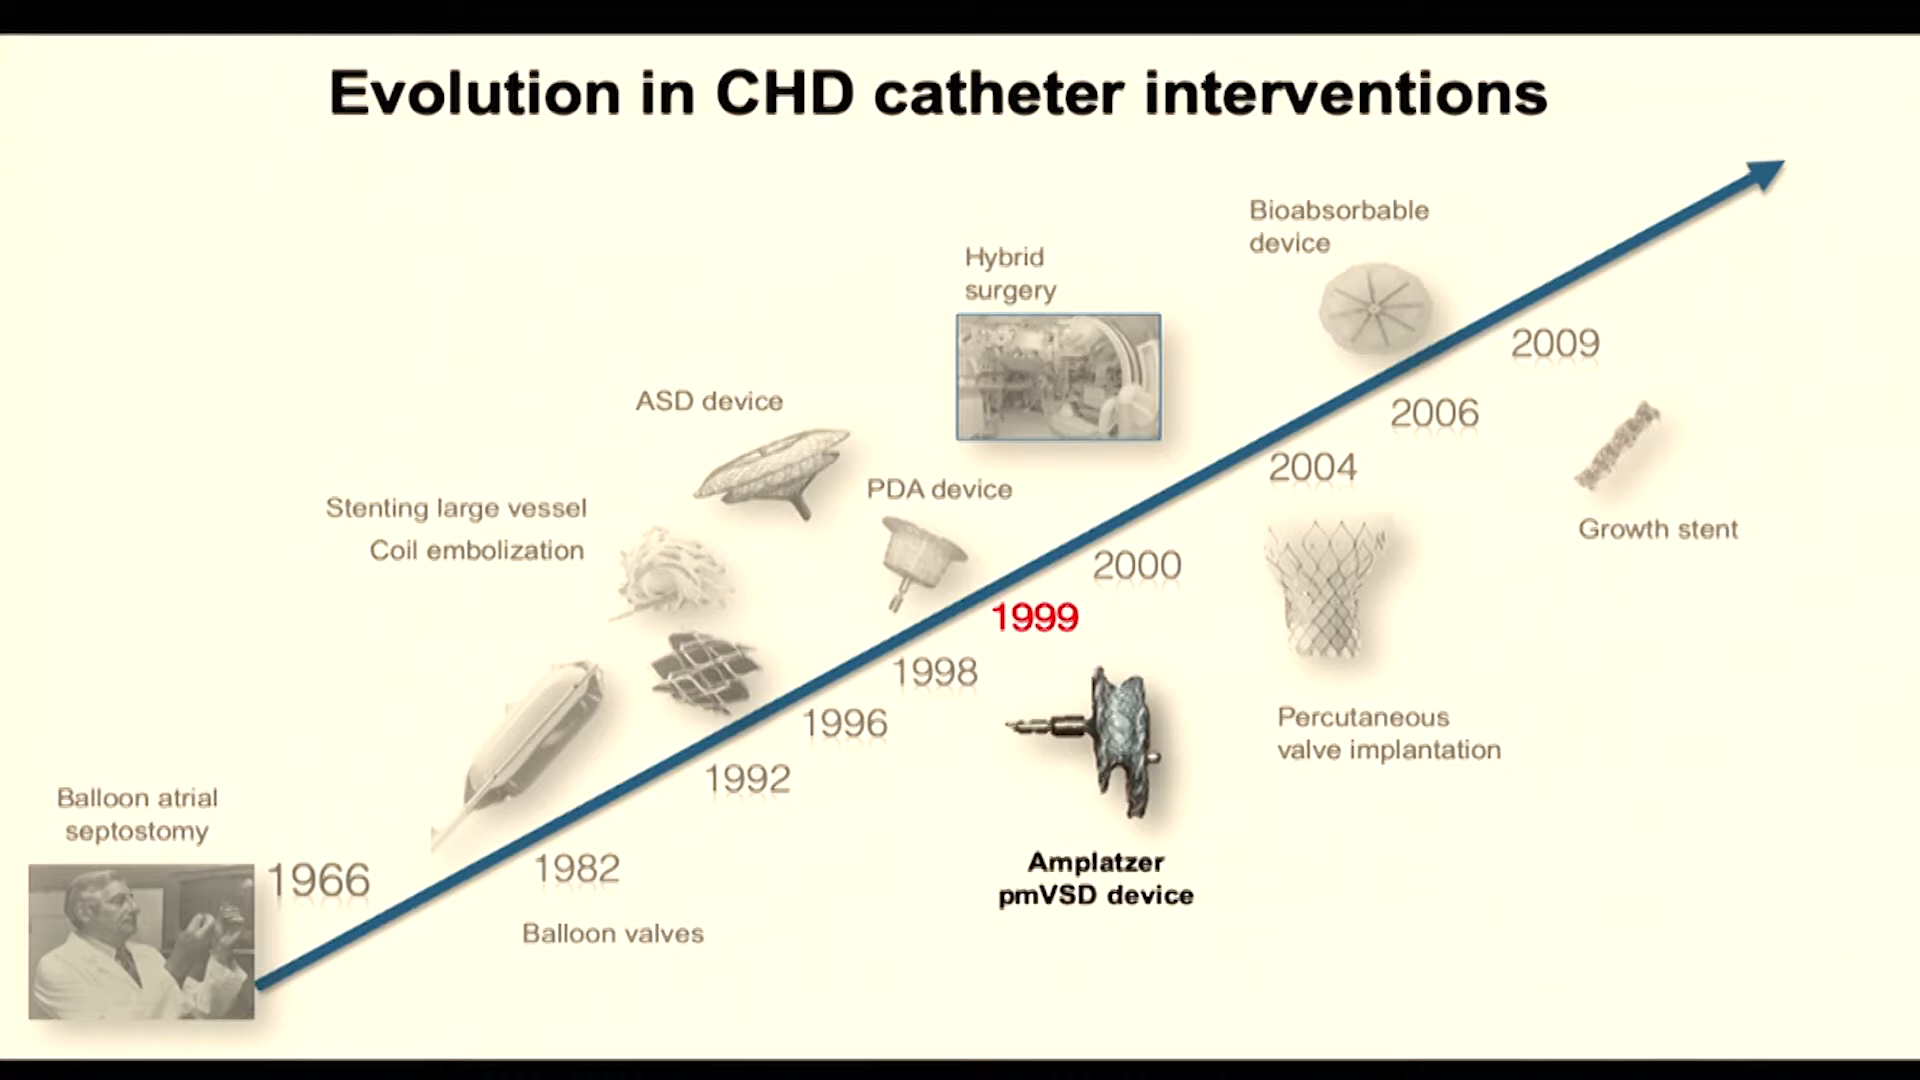 Evolution in CHD catheter interventions
Bioabsorbable
device
Hybrid
surgery
2009
ASD device
2006
2004
PDA device
Stenting large vessel
Coil embolization
Growth stent
2000
1999
1998
1996
Percutaneous
valve implantation
1992
Balloon atrial
septostomy
1966
1982
Amplatzer
pmVSD device
Balloon valves